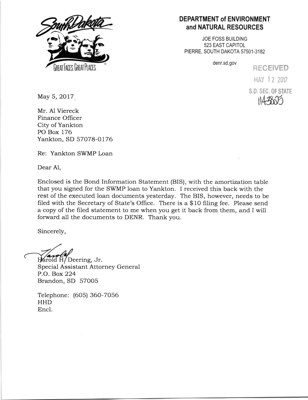 South Dakota
GREAT FACES. GREAT PLACES.
DEPARTMENT of ENVIRONMENT
and NATURAL RESOURCES
JOE FOSS BUILDING
523 EAST CAPITOL
PIERRE, SOUTH DAKOTA 57501-3182
denr.sd.gov
RECEIVED
MAY 12 2017
S.D. SEC. OF STATE
May 5, 2017
Mr. Al Viereck
Finance Officer
City of Yankton
PO Box 176
Yankton, SD 57078-0176
Re: Yankton SWMP Loan
Dear Al,
Enclosed is the Bond Information Statement (BIS), with the amortization table
that you signed for the SWMP loan to Yankton. I received this back with the
rest of the executed loan documents yesterday. The BIS, however, needs to be
filed with the Secretary of State's Office. There is a $10 filing fee. Please send
a copy of the filed statement to me when you get it back from them, and I will
forward all the documents to DENR. Thank you.
Sincerely,
Harold H. Deering, Jr.
Special Assistant Attorney General
P.O. Box 224
Brandon, SD 57005
Telephone: (605) 360-7056
HHD
Encl.